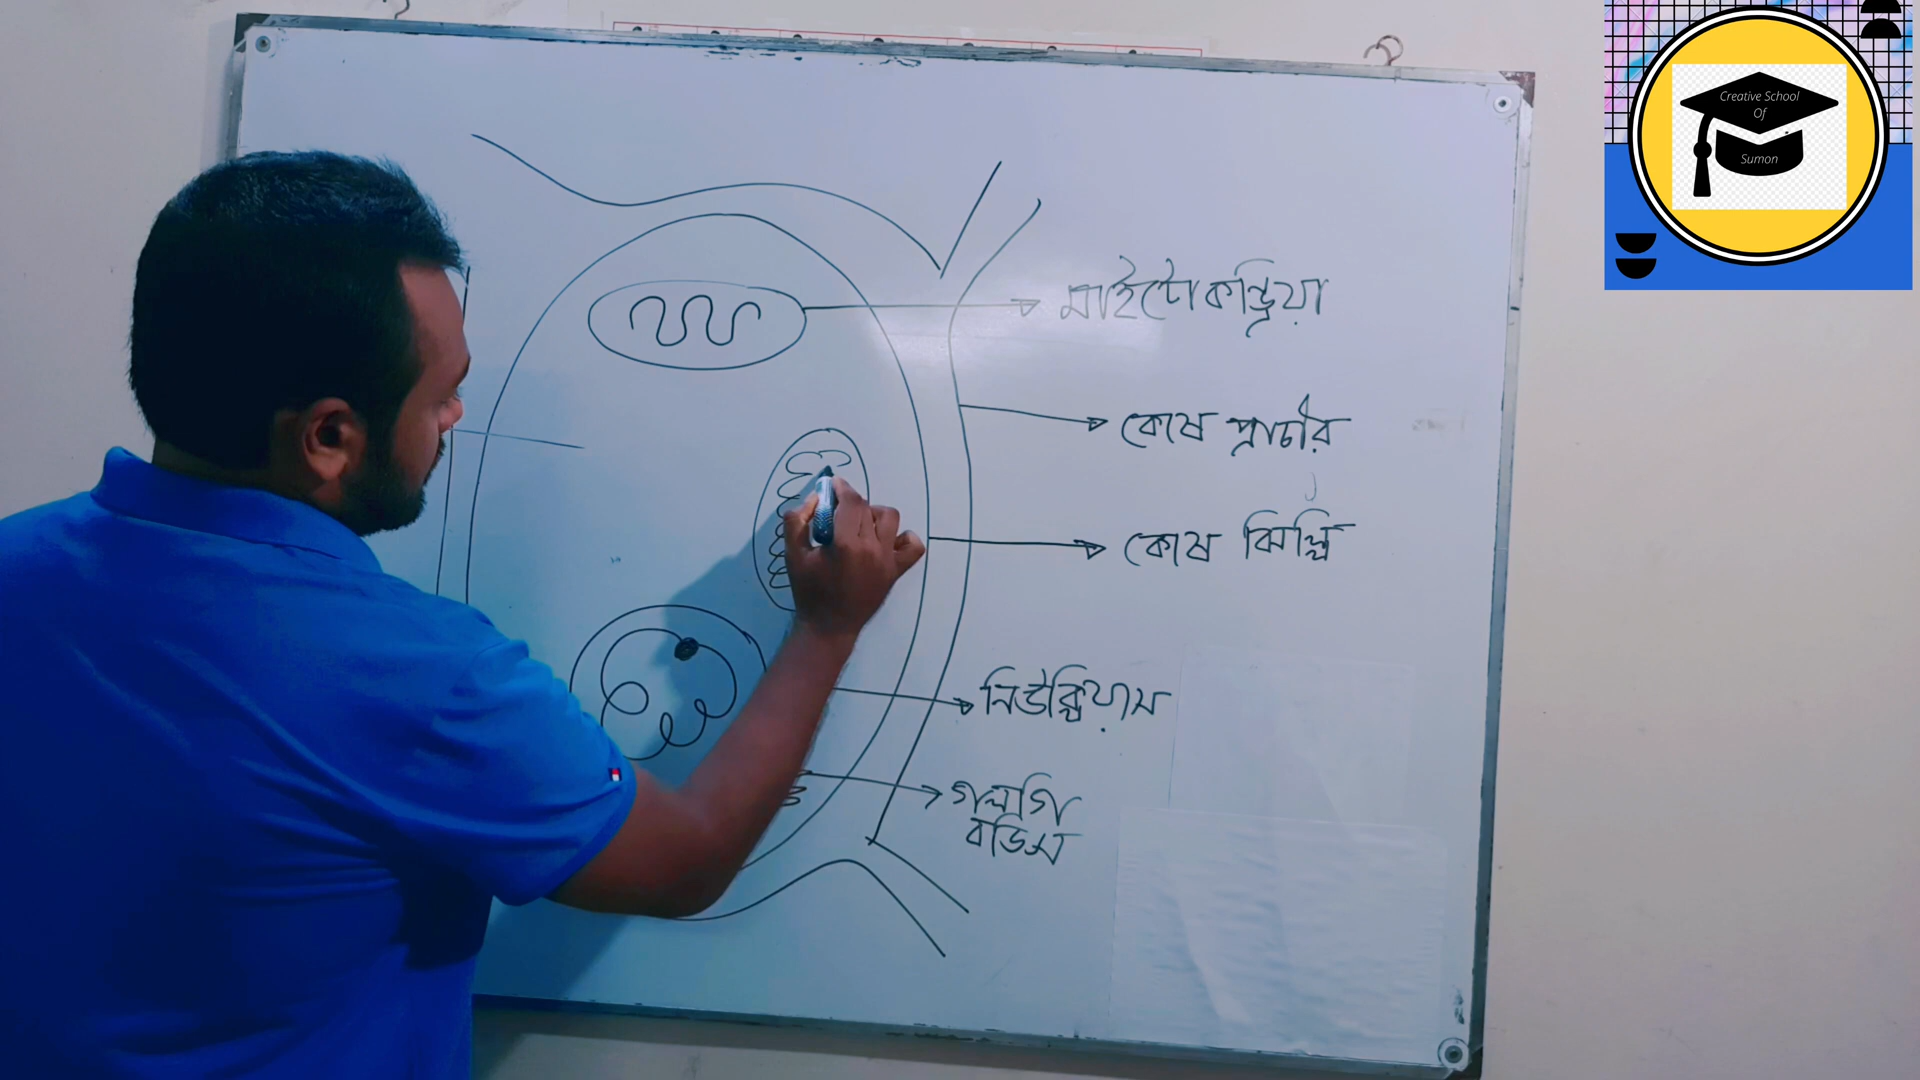 Creative School
Of
Sumon
মাইটোকন্ড্রিয়া
কোষ প্রাচীর
কোষ ঝিল্লি
নিউক্লিয়াস
গলগি
বডিস